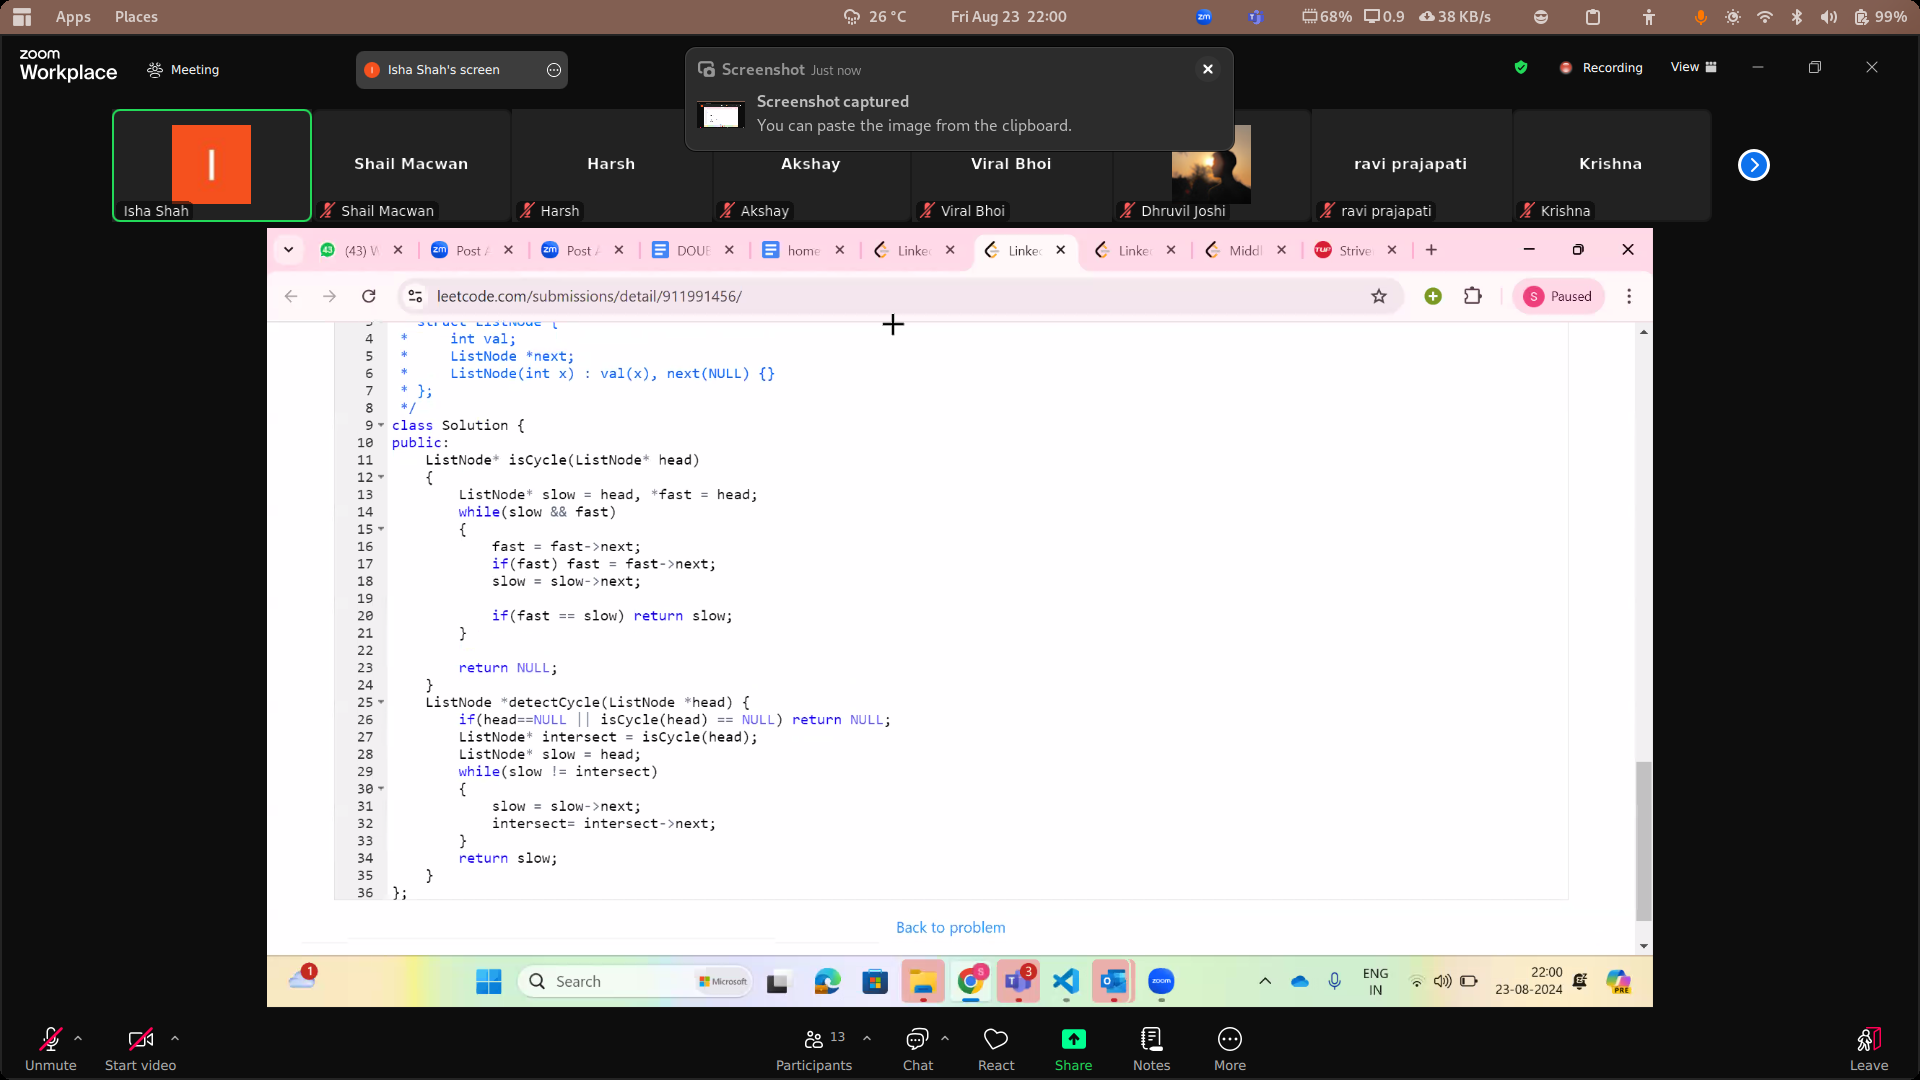 Apps Places 26 °C Fri Aug 23 22:00 zm 68% 0.9 38 KB/s 99%
zoom
Workplace
Meeting
Isha Shah's screen
Screenshot Just now
Screenshot captured
You can paste the image from the clipboard.
Recording
View
I
Shail Macwan Harsh Akshay Viral Bhoi ravi prajapati Krishna
Isha Shah Shail Macwan Harsh Akshay Viral Bhoi Dhruvil Joshi ravi prajapati Krishna
43 (43) W zm Post A zm Post A DOUE home Linke Linke Linke Middl TUF Strive
leetcode.com/submissions/detail/911991456/
S Paused
3 * struct ListNode {
4 *     int val;
5 *     ListNode *next;
6 *     ListNode(int x) : val(x), next(NULL) {}
7 * };
8 */
9 class Solution {
10 public:
11     ListNode* isCycle(ListNode* head)
12     {
13         ListNode* slow = head, *fast = head;
14         while(slow && fast)
15         {
16             fast = fast->next;
17             if(fast) fast = fast->next;
18             slow = slow->next;
19
20             if(fast == slow) return slow;
21         }
22
23         return NULL;
24     }
25     ListNode *detectCycle(ListNode *head) {
26         if(head==NULL || isCycle(head) == NULL) return NULL;
27         ListNode* intersect = isCycle(head);
28         ListNode* slow = head;
29         while(slow != intersect)
30         {
31             slow = slow->next;
32             intersect= intersect->next;
33         }
34         return slow;
35     }
36 };
Back to problem
1
Search
Microsoft
S
3
zoom
ENG
IN
22:00
23-08-2024
PRE
13
Unmute Start video Participants Chat React Share Notes More Leave